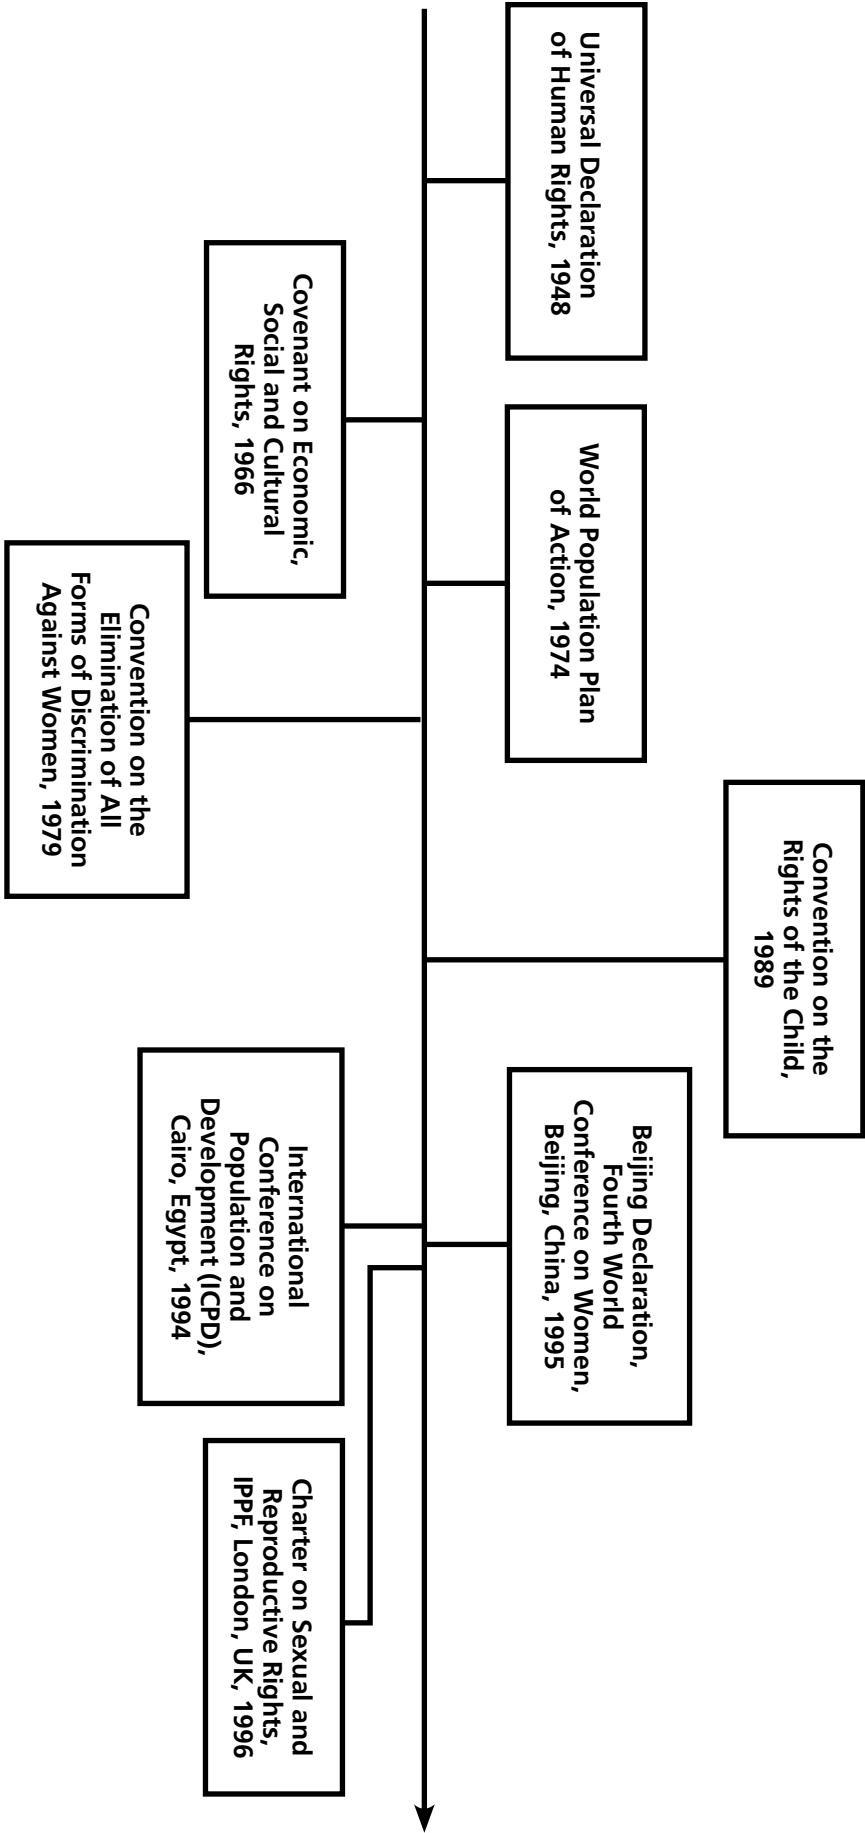 Universal Declaration
of Human Rights, 1948
Covenant on Economic,
Social and Cultural
Rights, 1966
World Population Plan
of Action, 1974
Convention on the
Elimination of All
Forms of Discrimination
Against Women, 1979
Convention on the
Rights of the Child,
1989
International
Conference on
Population and
Development (ICPD),
Cairo, Egypt, 1994
Beijing Declaration,
Fourth World
Conference on Women,
Beijing, China, 1995
Charter on Sexual and
Reproductive Rights,
IPPF, London, UK, 1996